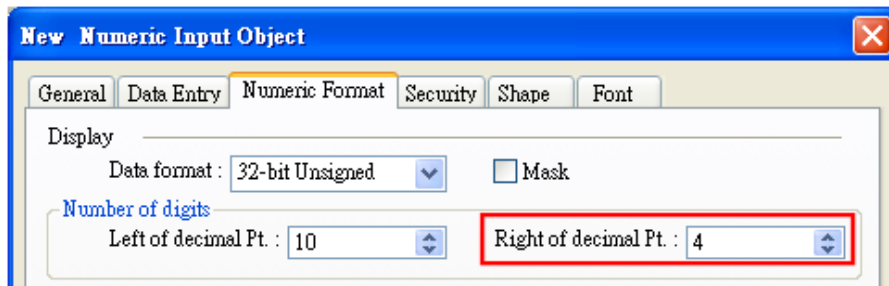 New Numeric Input Object
General Data Entry Numeric Format Security Shape Font
Display
Data format : 32-bit Unsigned Mask
Number of digits
Left of decimal Pt. : 10 Right of decimal Pt. : 4